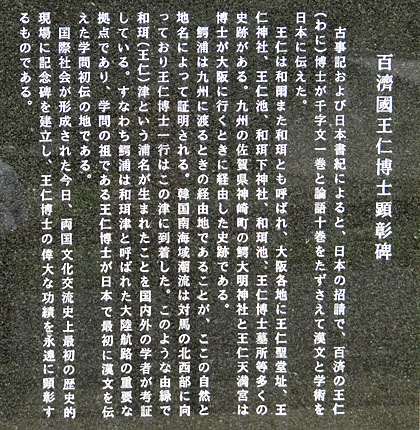 百濟國王仁博士顕彰碑
古事記および日本書紀によると、日本の招請で、百済の王仁
(わに)博士が千字文一巻と論語十巻をたずさえて漢文と学術を
日本に伝えた。
王仁は和爾また和珥とも呼ばれ、大阪各地に王仁聖堂址、王
仁神社、王仁池、和珥下神社、和珥池、王仁博士墓所等多くの
史跡がある。九州の佐賀県神崎町の鰐大明神社と王仁天満宮は
博士が大阪に行くときに経由した史跡である。
鰐浦は九州に渡るときの経由地であることが、ここの自然と
地名によって証明される。韓国南海域潮流は対馬の北西部に向
っており王仁博士一行はこの津に到着した。このような由縁で
和珥(王仁)津という浦名が生まれたことを国内外の学者が考証
している。すなわち鰐浦は和珥津と呼ばれた大陸航路の重要な
拠点であり、学問の祖である王仁博士が日本で最初に漢文を伝
えた学問初伝の地である。
国際社会が形成された今日、両国文化交流史上最初の歴史的
現場に記念碑を建立し、王仁博士の偉大な功績を永遠に顕彰す
るものである。